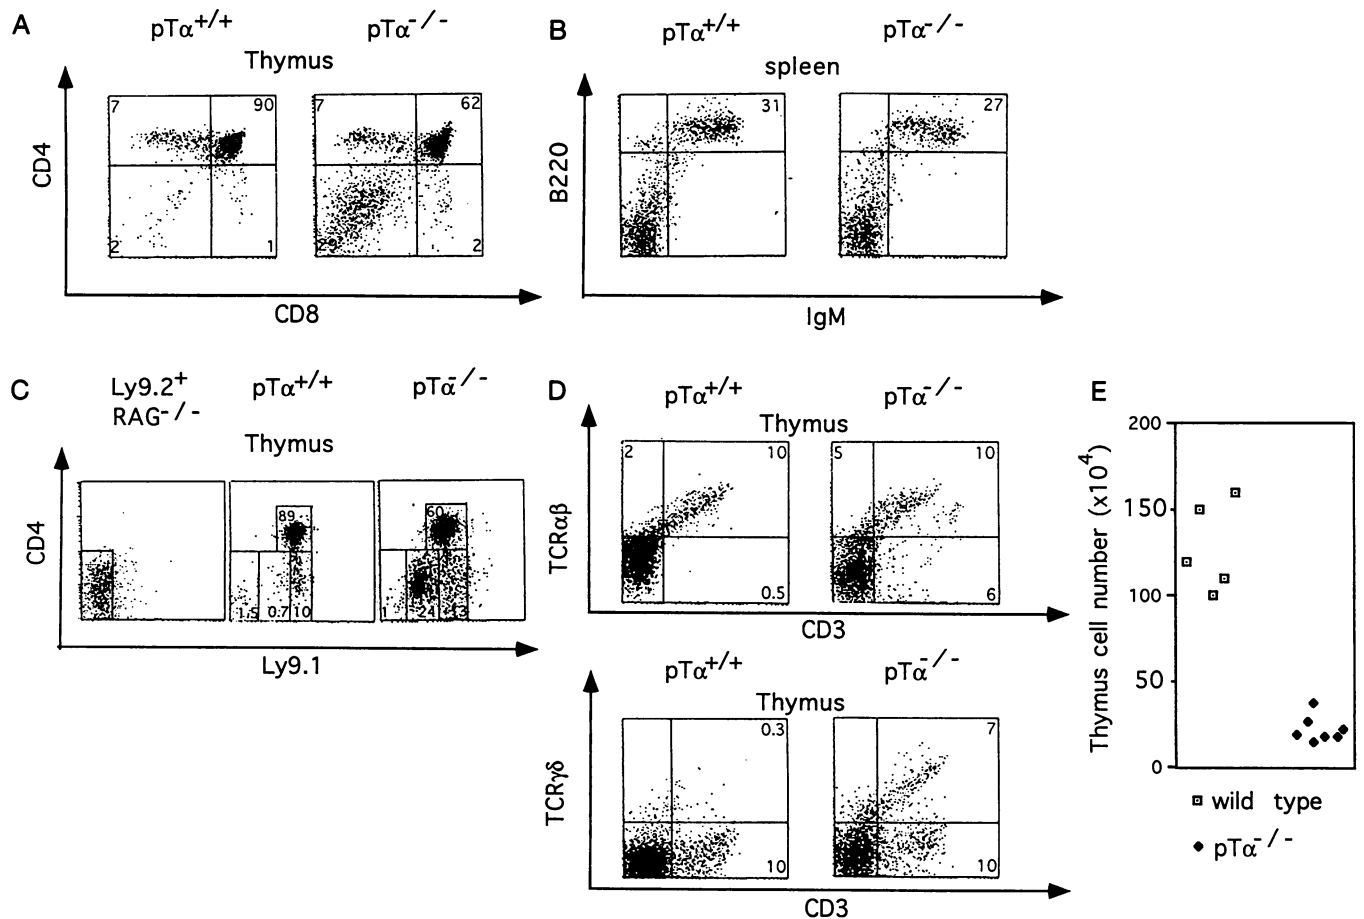 A
pTα+/+ pTα-/-
Thymus
7 90 7 62
CD4
2 1 29 2
CD8
B
pTα+/+ pTα-/-
spleen
31 27
B220
IgM
C
Ly9.2+ pTα+/+ pTα-/-
RAG-/-
Thymus
89 60
CD4
1.5 0.7 10 1 24 13
Ly9.1
D
pTα+/+ pTα-/-
Thymus
2 10 5 10
TCRαβ
0.5 6
CD3
pTα+/+ pTα-/-
Thymus
0.3 7
TCRγδ
10 10
CD3
E
Thymus cell number (x10⁴)
200
150
100
50
0
wild type
pTα-/-